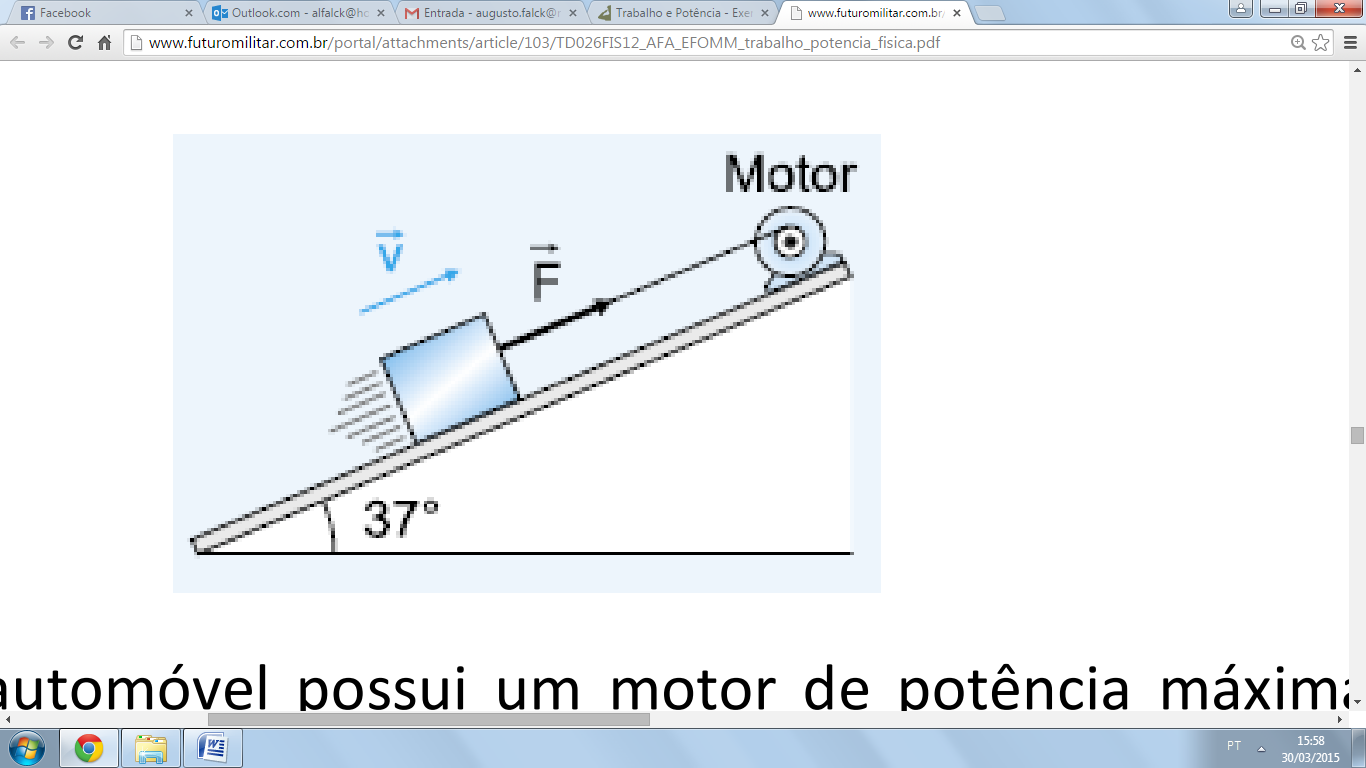 Facebook
Outlook.com - alfalck@ho
Entrada - augusto.falck@r
Trabalho e Potência - Exer
www.futuromilitar.com.br/
www.futuromilitar.com.br/portal/attachments/article/103/TD026FIS12_AFA_EFOMM_trabalho_potencia_fisica.pdf
Motor
v
F
37°
automóvel possui um motor de potência máxima
PT
15:58
30/03/2015